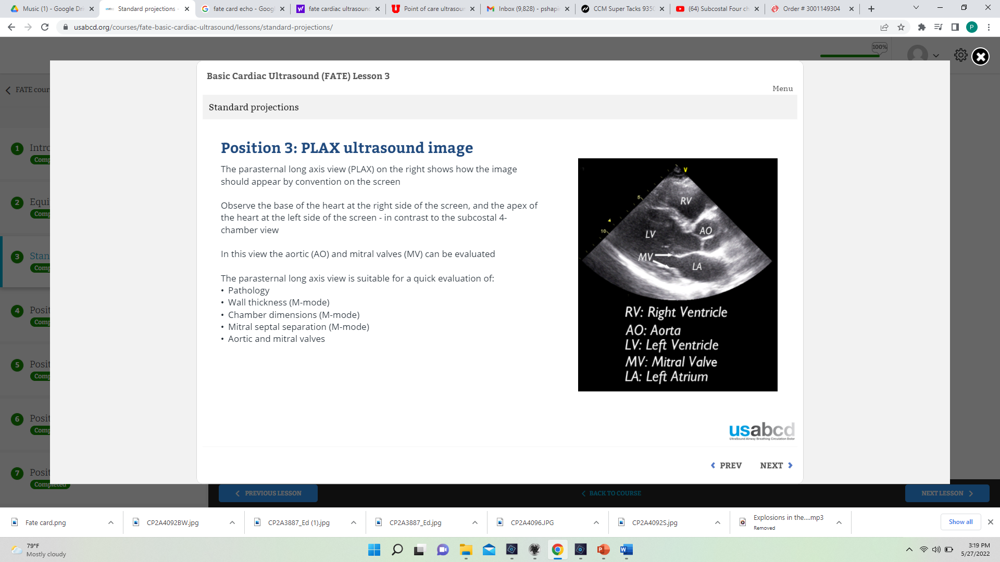 Music (1) - Google Dri
Standard projections -
fate card echo - Goog
fate cardiac ultrasoun
Point of care ultrasour
Inbox (9,828) - pshapi
CCM Super Tacks 935
(64) Subcostal Four ch
Order # 3001149304
usabcd.org/courses/fate-basic-cardiac-ultrasound/lessons/standard-projections/
P
100%
FATE cour
Basic Cardiac Ultrasound (FATE) Lesson 3
Menu
Standard projections
1 Intro
Comp
2 Equi
Comp
3 Stan
Comp
4 Posit
Comp
5 Posit
Comp
6 Posit
Comp
7 Posit
Completed
Position 3: PLAX ultrasound image
The parasternal long axis view (PLAX) on the right shows how the image
should appear by convention on the screen
Observe the base of the heart at the right side of the screen, and the apex of
the heart at the left side of the screen - in contrast to the subcostal 4-
chamber view
In this view the aortic (AO) and mitral valves (MV) can be evaluated
The parasternal long axis view is suitable for a quick evaluation of:
• Pathology
• Wall thickness (M-mode)
• Chamber dimensions (M-mode)
• Mitral septal separation (M-mode)
• Aortic and mitral valves
V
5
RV
10
LV
AO
MV
LA
RV: Right Ventricle
AO: Aorta
LV: Left Ventricle
MV: Mitral Valve
LA: Left Atrium
usabcd
UltraSound Airway Breathing Circulation Dolor
PREV
NEXT
PREVIOUS LESSON
BACK TO COURSE
NEXT LESSON
Fate card.png
CP2A4092BW.jpg
CP2A3887_Ed (1).jpg
CP2A3887_Ed.jpg
CP2A4096.JPG
CP2A4092S.jpg
Explosions in the....mp3
Removed
Show all
79°F
Mostly cloudy
3:19 PM
5/27/2022